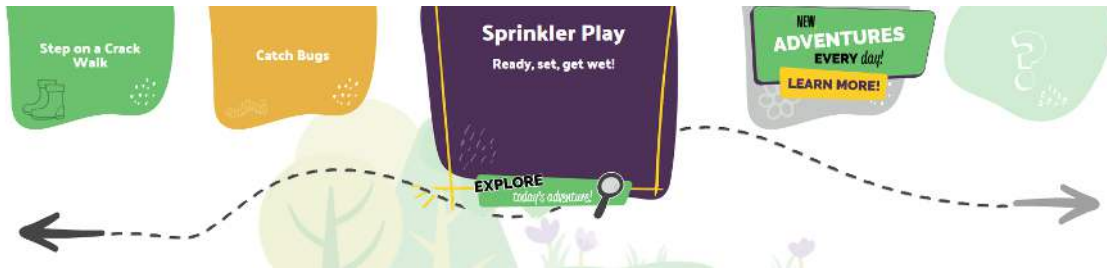 Step on a Crack
Walk
Catch Bugs
Sprinkler Play
Ready, set, get wet!
EXPLORE
today's adventure!
NEW
ADVENTURES
EVERY day!
LEARN MORE!
?